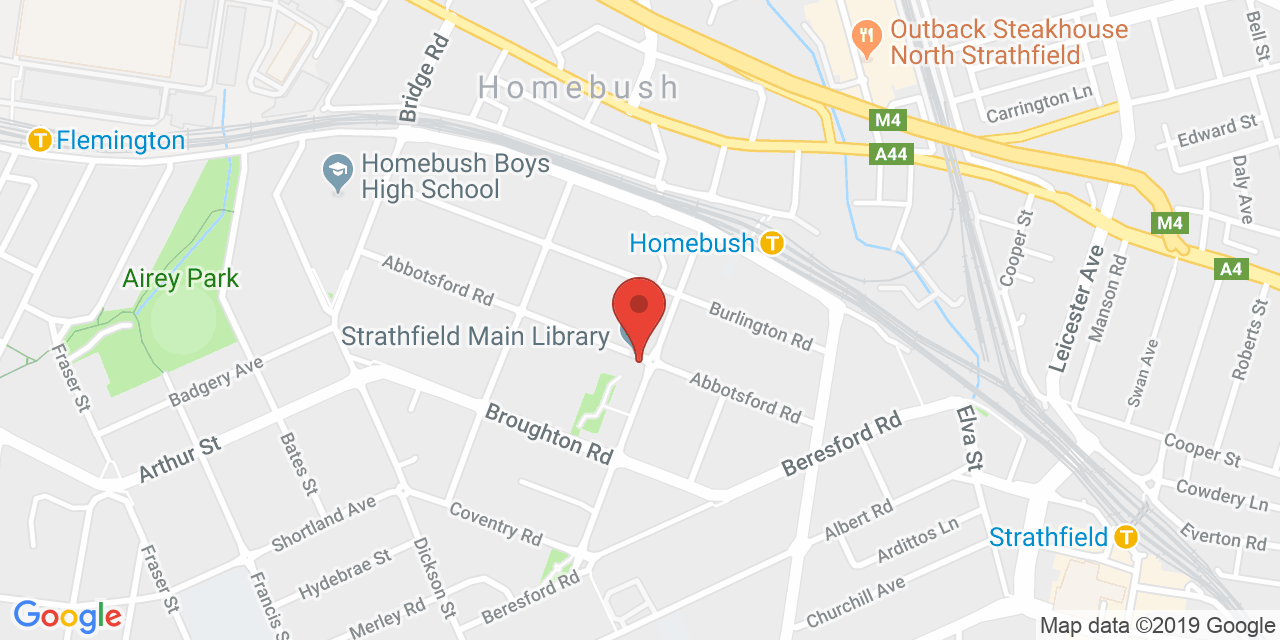 Outback Steakhouse
North Strathfield
Bell St
Bridge Rd
Homebush
Carrington Ln
M4
Edward St
Flemington
T
A44
Homebush Boys
High School
Daly Ave
M4
Cooper St
Homebush
T
A4
Leicester Ave
Manson Rd
Abbotsford Rd
Airey Park
Burlington Rd
Roberts St
Strathfield Main Library
Swan Ave
Fraser St
Badgery Ave
Abbotsford Rd
Broughton Rd
Beresford Rd
Elva St
Arthur St
Bates St
Cooper St
Cowdery Ln
Shortland Ave
Coventry Rd
Albert Rd
Ardittos Ln
Strathfield
T
Everton Rd
Fraser St
Hydebrae St
Dickson St
Francis S
Beresford Rd
Merley Rd
Churchill Ave
Google
Map data ©2019 Google